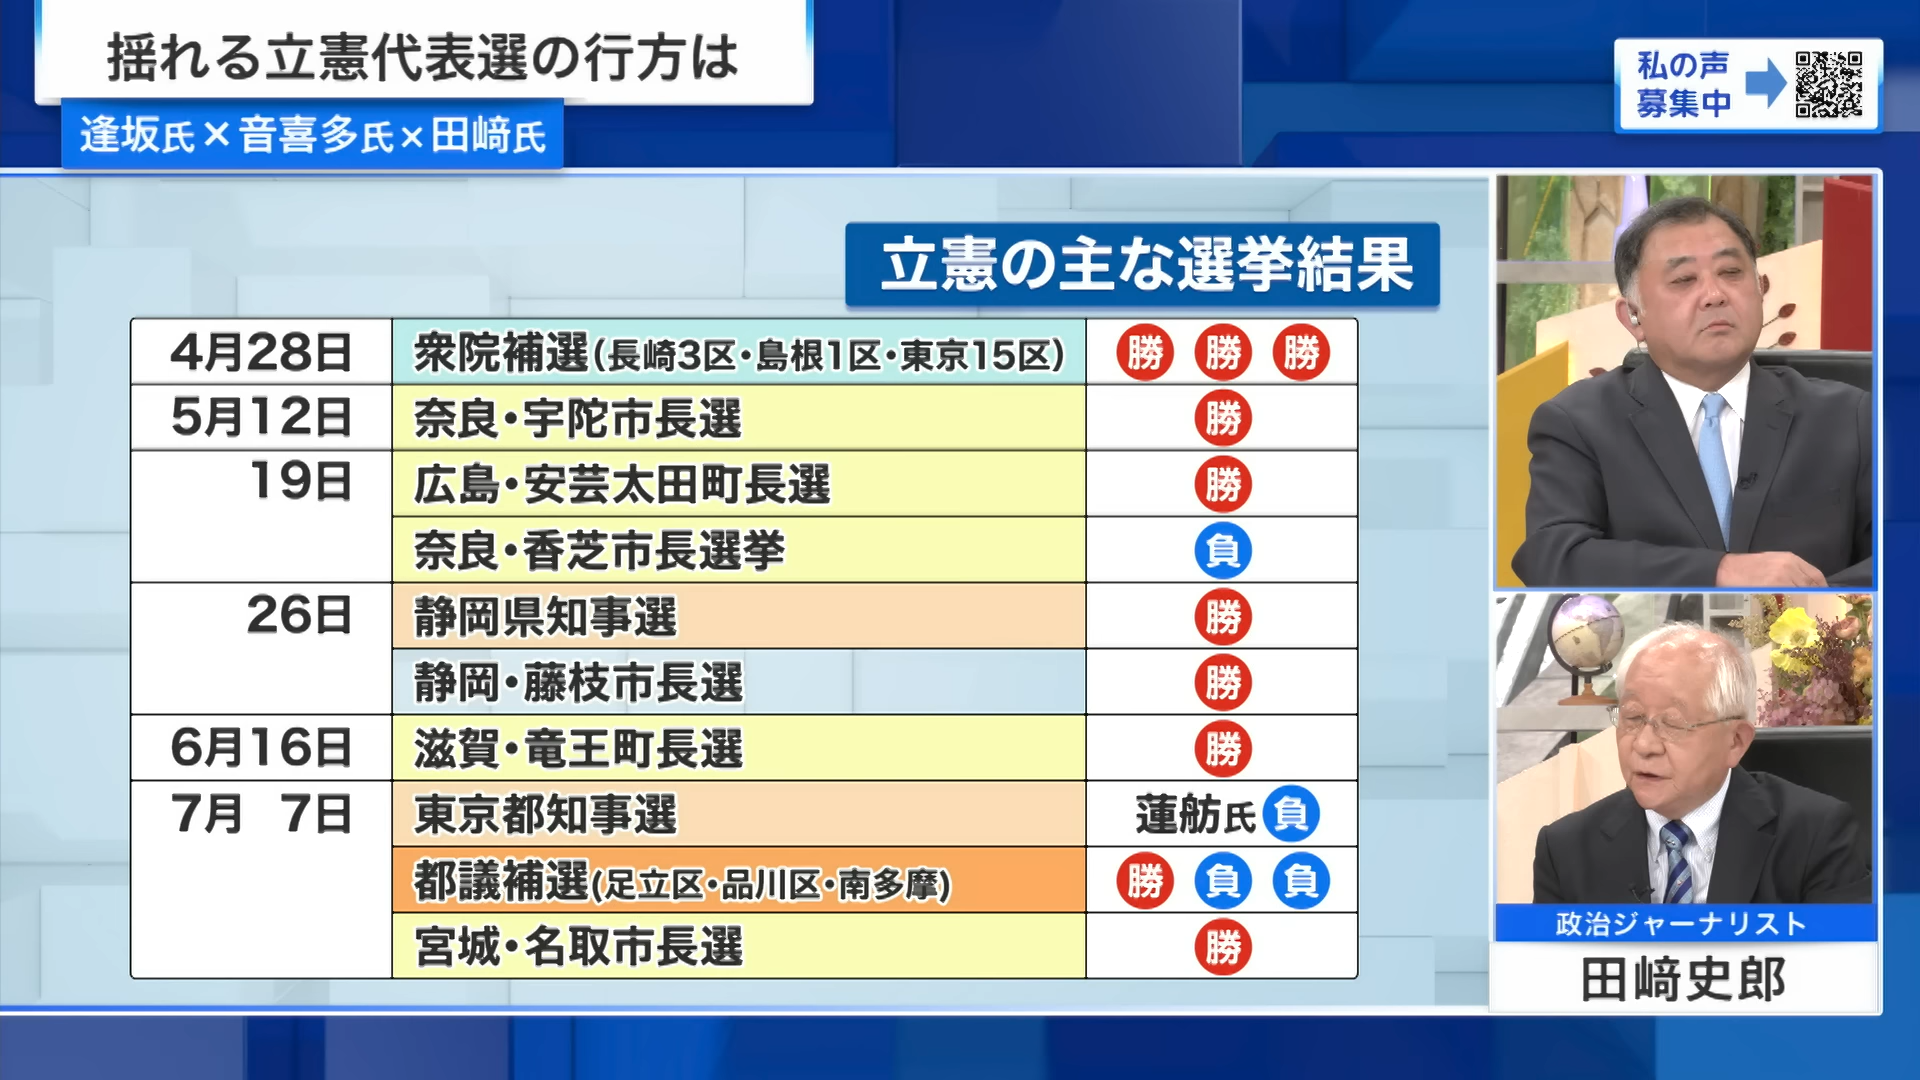 揺れる立憲代表選の行方は
逢坂氏×音喜多氏×田﨑氏
私の声
募集中
立憲の主な選挙結果
4月28日 衆院補選(長崎3区・島根1区・東京15区) 勝 勝 勝
5月12日 奈良・宇陀市長選 勝
19日 広島・安芸太田町長選 勝
奈良・香芝市長選挙 負
26日 静岡県知事選 勝
静岡・藤枝市長選 勝
6月16日 滋賀・竜王町長選 勝
7月 7日 東京都知事選 蓮舫氏 負
都議補選(足立区・品川区・南多摩) 勝 負 負
宮城・名取市長選 勝
政治ジャーナリスト
田﨑史郎